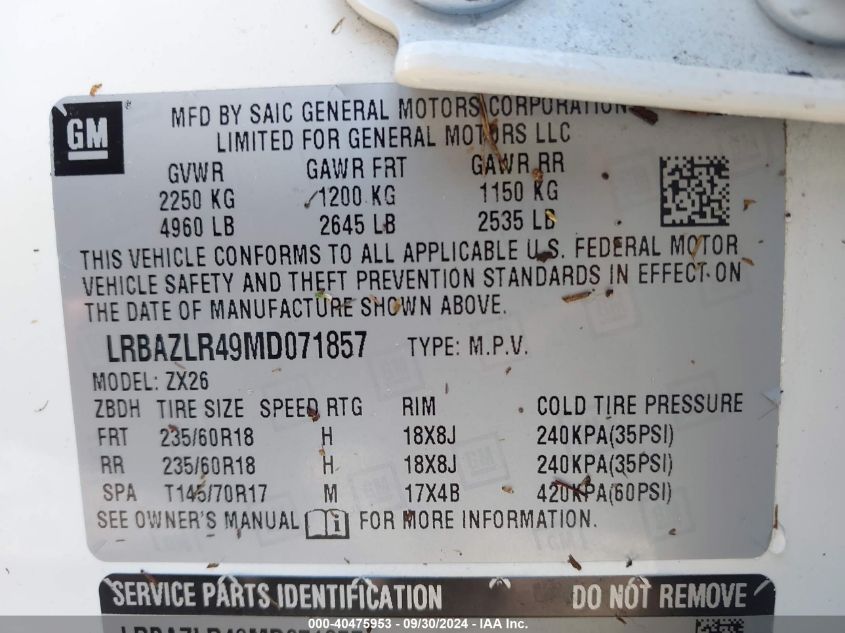 GM
MFD BY SAIC GENERAL MOTORS CORPORATION
LIMITED FOR GENERAL MOTORS LLC
GVWR GAWR FRT GAWR RR
2250 KG 1200 KG 1150 KG
4960 LB 2645 LB 2535 LB
THIS VEHICLE CONFORMS TO ALL APPLICABLE U.S. FEDERAL MOTOR
VEHICLE SAFETY AND THEFT PREVENTION STANDARDS IN EFFECT ON
THE DATE OF MANUFACTURE SHOWN ABOVE.
LRBAZLR49MD071857 TYPE: M.P.V.
MODEL: ZX26
ZBDH TIRE SIZE SPEED RTG RIM COLD TIRE PRESSURE
FRT 235/60R18 H 18X8J 240KPA(35PSI)
RR 235/60R18 H 18X8J 240KPA(35PSI)
SPA T145/70R17 M 17X4B 420KPA(60PSI)
SEE OWNER'S MANUAL FOR MORE INFORMATION.
SERVICE PARTS IDENTIFICATION DO NOT REMOVE
LRBAZLR49MD071857
000-40475953 - 09/30/2024 - IAA Inc.